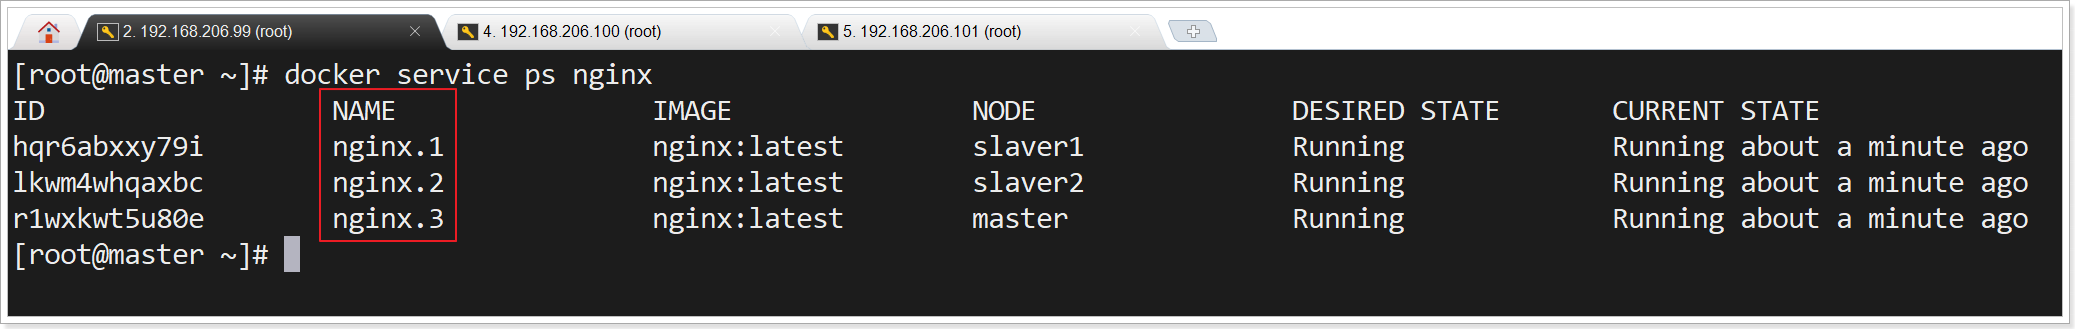 2. 192.168.206.99 (root) 4. 192.168.206.100 (root) 5. 192.168.206.101 (root)
[root@master ~]# docker service ps nginx
ID NAME IMAGE NODE DESIRED STATE CURRENT STATE
hqr6abxxy79i nginx.1 nginx:latest slaver1 Running Running about a minute ago
lkwm4whqaxbc nginx.2 nginx:latest slaver2 Running Running about a minute ago
r1wxkwt5u80e nginx.3 nginx:latest master Running Running about a minute ago
[root@master ~]#